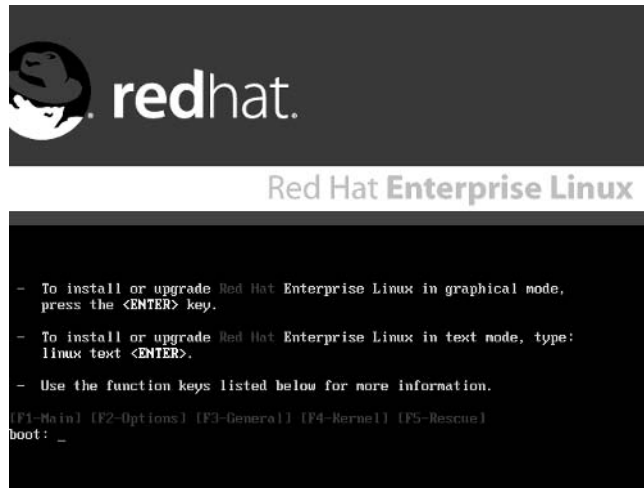 redhat.
Red Hat Enterprise Linux
- To install or upgrade Red Hat Enterprise Linux in graphical mode,
press the <ENTER> key.
- To install or upgrade Red Hat Enterprise Linux in text mode, type:
linux text <ENTER>.
- Use the function keys listed below for more information.
[F1-Main] [F2-Options] [F3-General] [F4-Kernel] [F5-Rescue]
boot: _